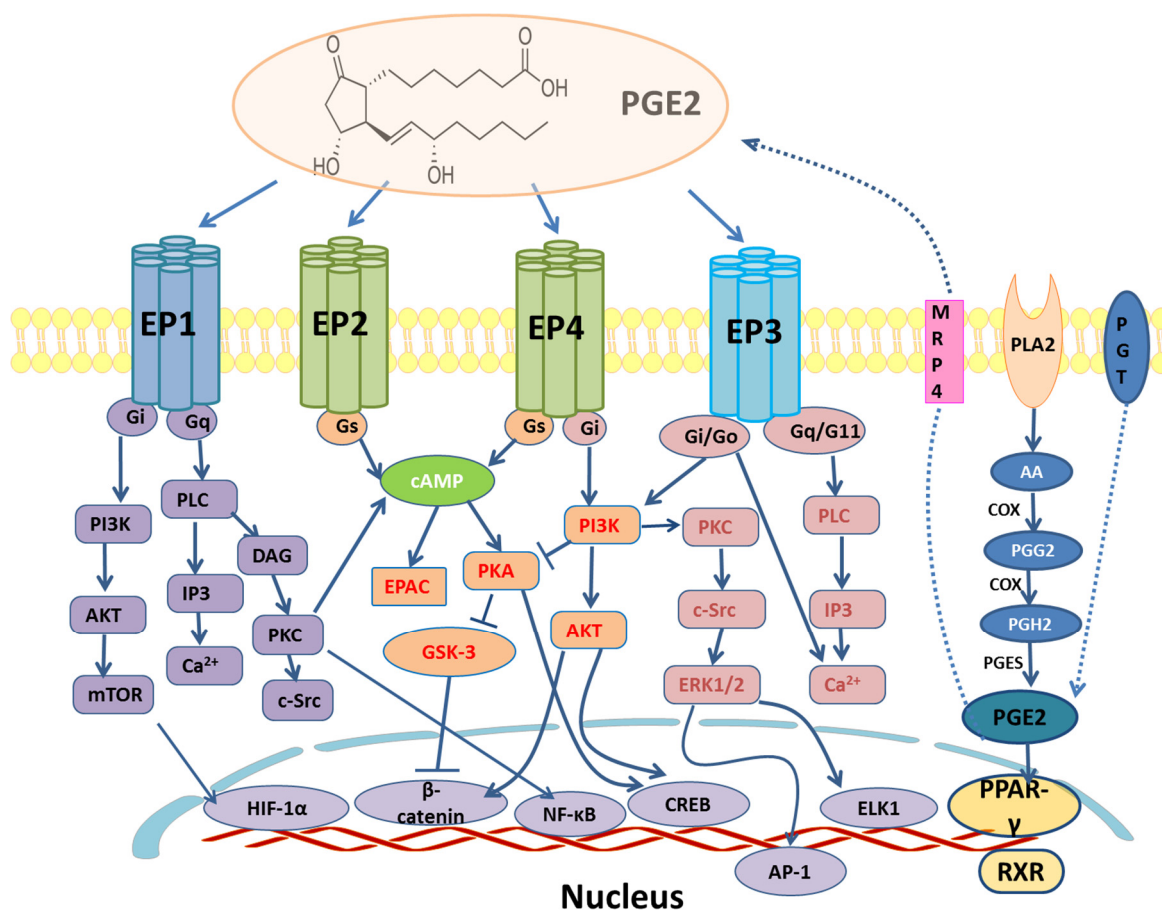 O
O
OH
HO
OH
PGE2
EP1
EP2
EP4
EP3
M
R
P
4
PLA2
P
G
T
Gi
Gq
Gs
Gs
Gi
Gi/Go
Gq/G11
cAMP
AA
COX
PLC
PI3K
PI3K
PKC
PLC
DAG
PGG2
COX
EPAC
PKA
IP3
AKT
c-Src
IP3
PKC
AKT
PGH2
GSK-3
PGES
Ca²⁺
mTOR
c-Src
ERK1/2
Ca²⁺
PGE2
HIF-1α
β-
catenin
NF-κB
CREB
ELK1
PPAR-
γ
AP-1
RXR
Nucleus